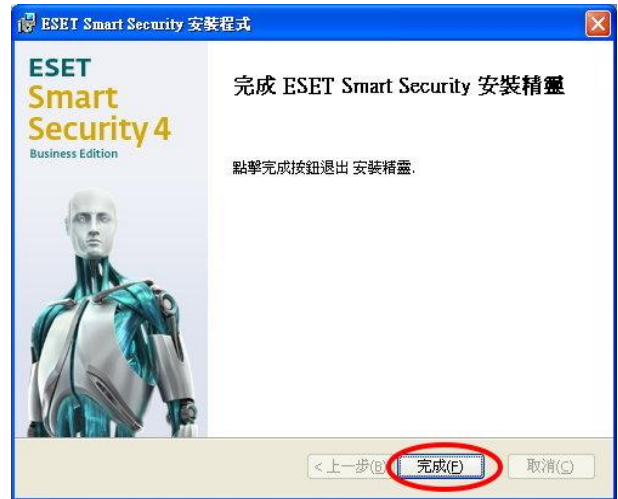 ESET Smart Security 安裝程式
ESET
Smart
Security 4
Business Edition
完成 ESET Smart Security 安裝精靈
點擊完成按鈕退出 安裝精靈.
< 上一步(B)
完成(F)
取消(C)